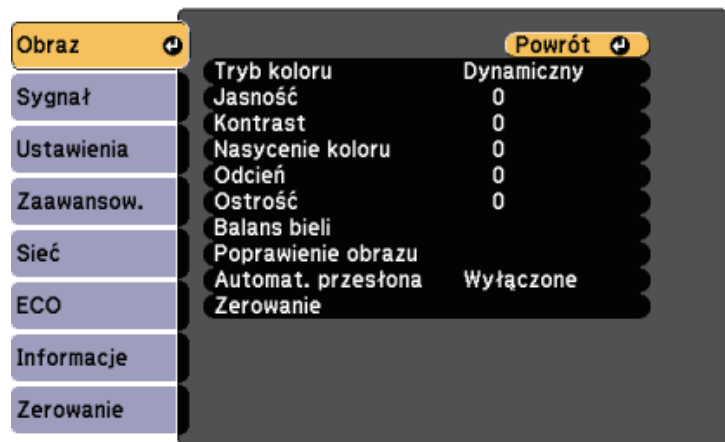 Obraz
Sygnał
Ustawienia
Zaawansow.
Sieć
ECO
Informacje
Zerowanie
Powrót
Tryb koloru Dynamiczny
Jasność 0
Kontrast 0
Nasycenie koloru 0
Odcień 0
Ostrość 0
Balans bieli
Poprawienie obrazu
Automat. przesłona Wyłączone
Zerowanie